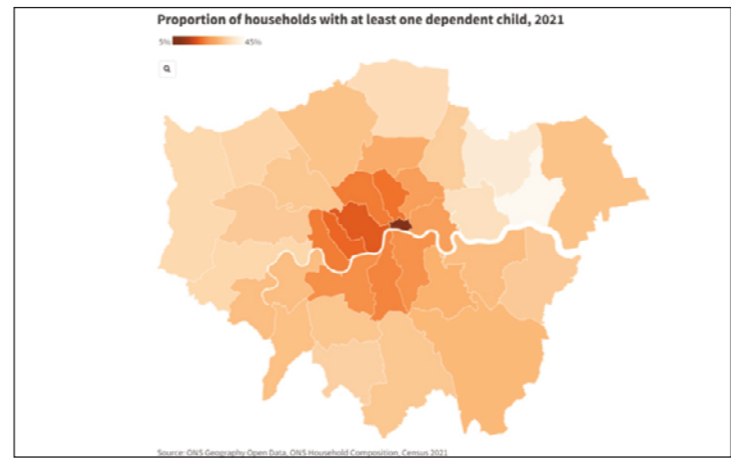 Proportion of households with at least one dependent child, 2021
5% 45%
Source: ONS Geography Open Data, ONS Household Composition, Census 2021